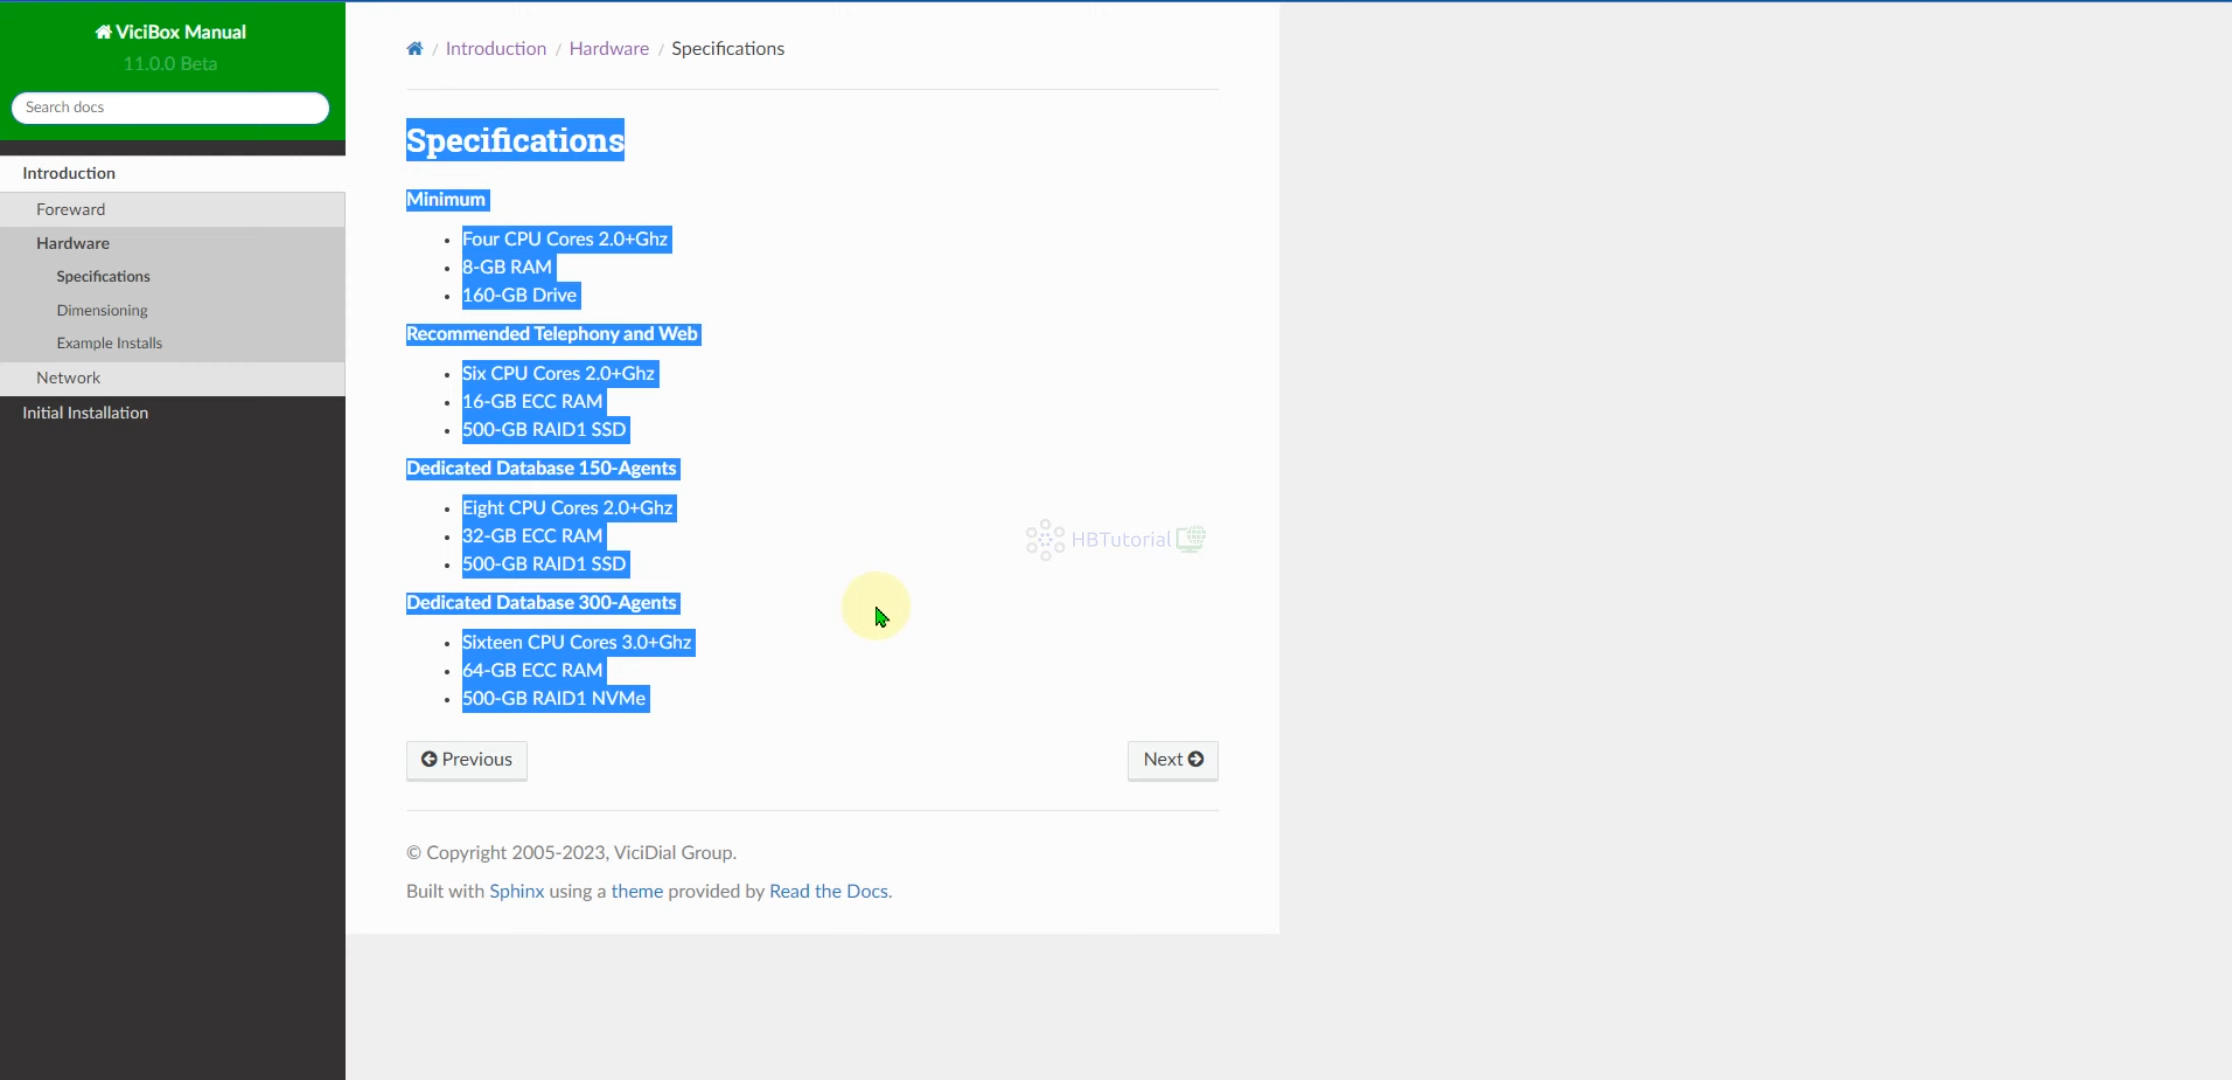 ViciBox Manual
11.0.0 Beta
Search docs
Introduction
Foreward
Hardware
Specifications
Dimensioning
Example Installs
Network
Initial Installation
/ Introduction / Hardware / Specifications
Specifications
Minimum
• Four CPU Cores 2.0+Ghz
• 8-GB RAM
• 160-GB Drive
Recommended Telephony and Web
• Six CPU Cores 2.0+Ghz
• 16-GB ECC RAM
• 500-GB RAID1 SSD
Dedicated Database 150-Agents
• Eight CPU Cores 2.0+Ghz
• 32-GB ECC RAM
• 500-GB RAID1 SSD
Dedicated Database 300-Agents
• Sixteen CPU Cores 3.0+Ghz
• 64-GB ECC RAM
• 500-GB RAID1 NVMe
HBTutorial
Previous
Next
© Copyright 2005-2023, ViciDial Group.
Built with Sphinx using a theme provided by Read the Docs.